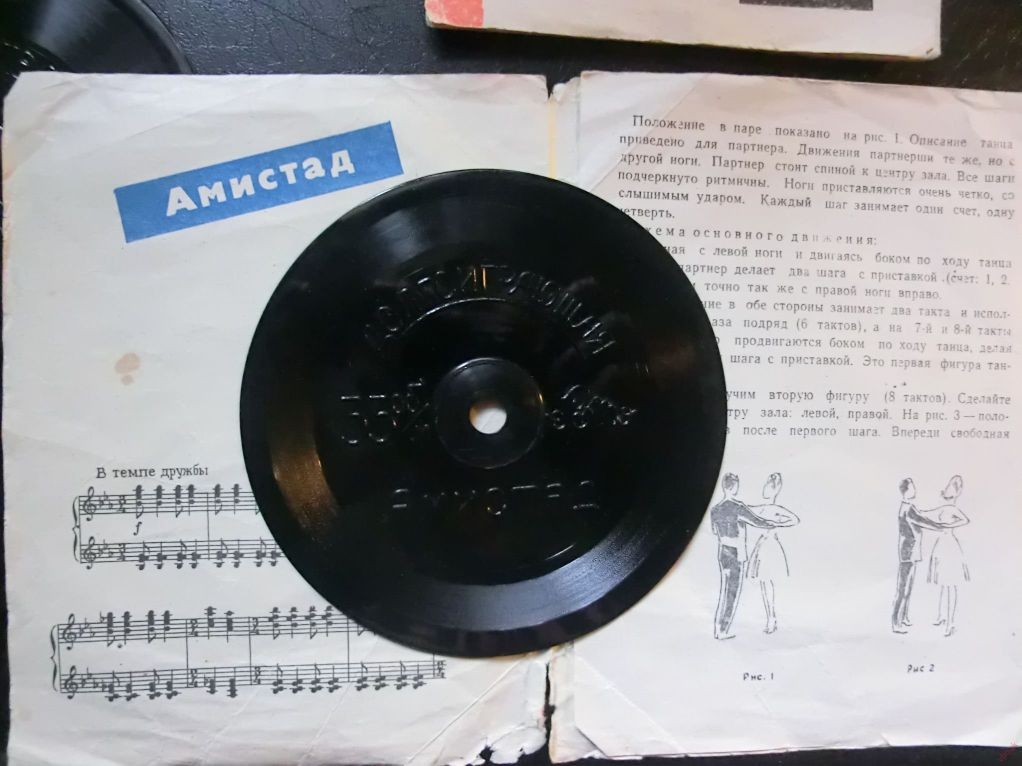 Амистад
В темпе дружбы
f
Положение в паре показано на рис. 1. Описание танца
приведено для партнера. Движения партнерши те же, но с
другой ноги. Партнер стоит спиной к центру зала. Все шаги
подчеркнуто ритмичны. Ноги приставляются очень четко, со
слышимым ударом. Каждый шаг занимает один счет, одну
четверть.
основного движения:
с левой ноги и двигаясь боком по ходу танца
партнер делает два шага с приставкой (счет: 1, 2.
точно так же с правой ноги вправо.
в обе стороны занимает два такта и испол-
подряд (6 тактов), а на 7-й и 8-й такты
продвигаются боком по ходу танца, делая
шага с приставкой. Это первая фигура тан-
вторую фигуру (8 тактов). Сделайте
зала: левой, правой. На рис. 3 — поло-
после первого шага. Впереди свободная
Рис. 1
Рис 2
ДОЛГОИГРАЮЩИЙ
33
АМИСТАД